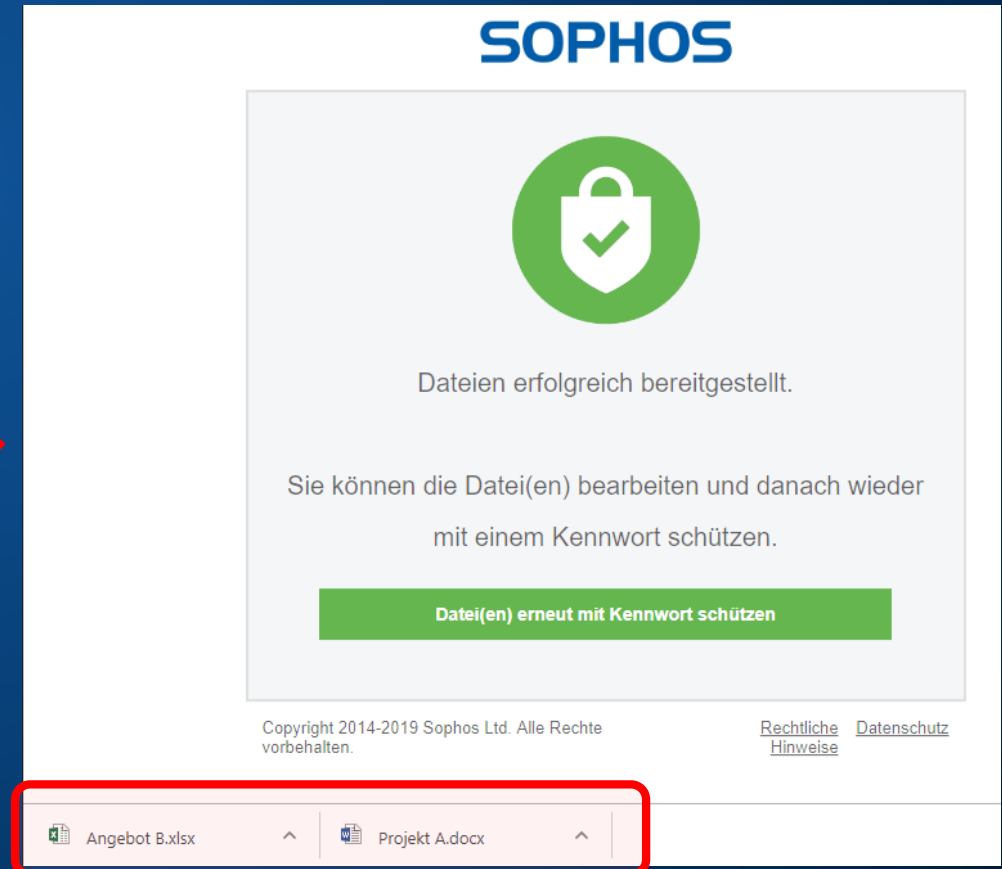 SOPHOS
Dateien erfolgreich bereitgestellt.
Sie können die Datei(en) bearbeiten und danach wieder
mit einem Kennwort schützen.
Datei(en) erneut mit Kennwort schützen
Copyright 2014-2019 Sophos Ltd. Alle Rechte
vorbehalten.
Rechtliche
Hinweise
Datenschutz
Angebot B.xlsx
Projekt A.docx